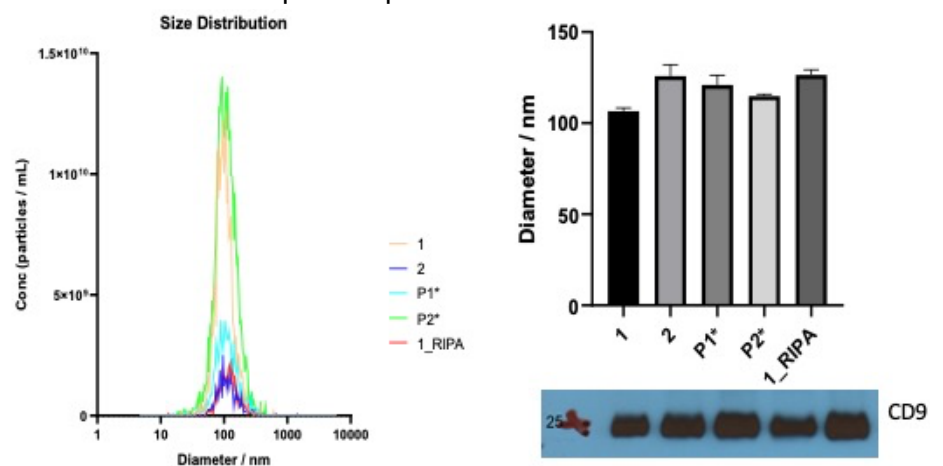 Size Distribution
1.5×10¹⁰
1×10¹⁰
5×10⁹
0
1
10
100
1000
10000
Conc (particles / mL)
Diameter / nm
1
2
P1*
P2*
1_RIPA
150
100
50
0
Diameter / nm
1
2
P1*
P2*
1_RIPA
25
CD9